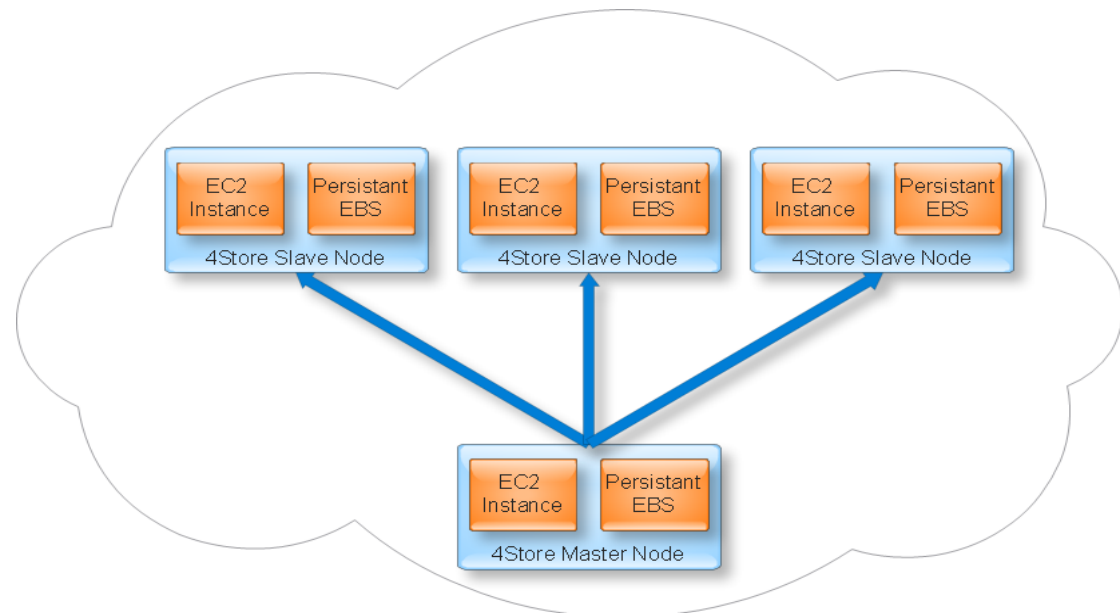 EC2
Instance
Persistant
EBS
4Store Slave Node
EC2
Instance
Persistant
EBS
4Store Slave Node
EC2
Instance
Persistant
EBS
4Store Slave Node
EC2
Instance
Persistant
EBS
4Store Master Node